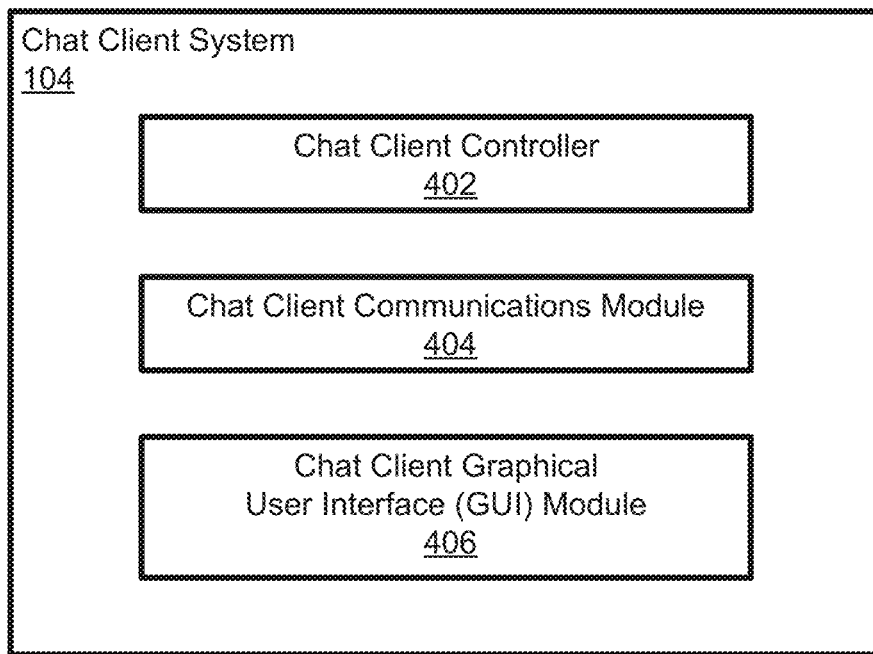 Chat Client System
104
Chat Client Controller
402
Chat Client Communications Module
404
Chat Client Graphical
User Interface (GUI) Module
406